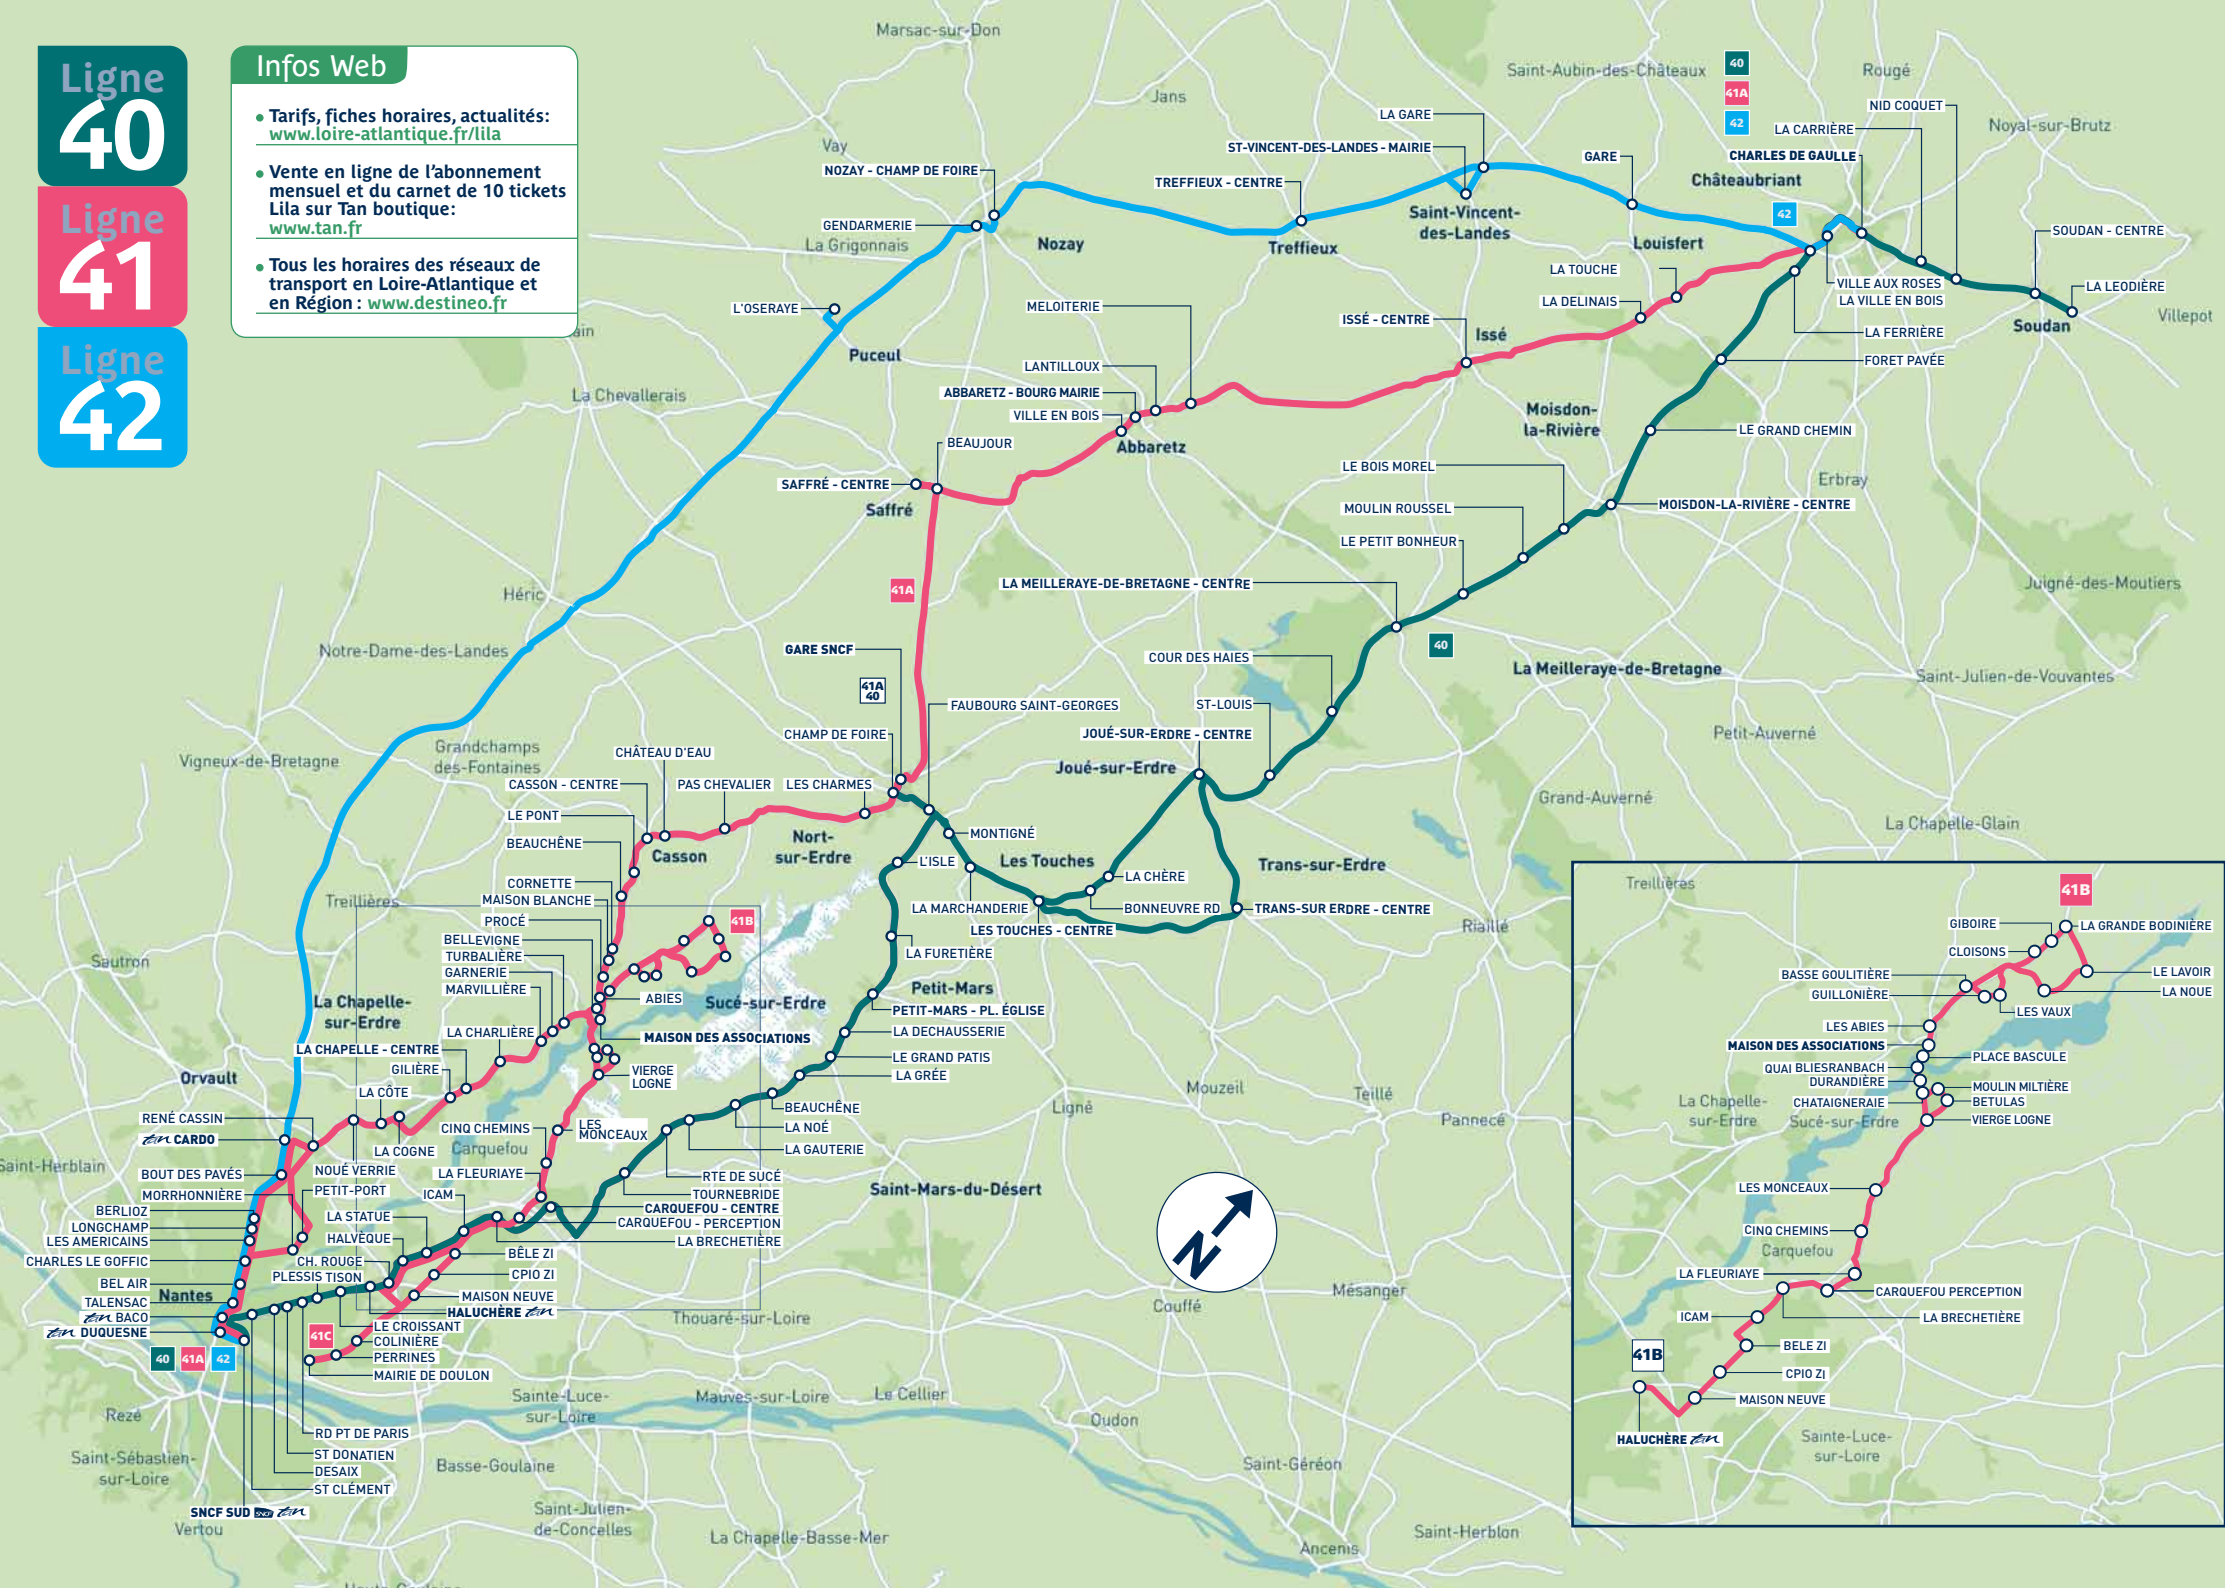 Ligne
40
Ligne
41
Ligne
42
Infos Web
• Tarifs, fiches horaires, actualités:
www.loire-atlantique.fr/lila
• Vente en ligne de l'abonnement
mensuel et du carnet de 10 tickets
Lila sur Tan boutique:
www.tan.fr
• Tous les horaires des réseaux de
transport en Loire-Atlantique et
en Région : www.destineo.fr
Marsac-sur-Don
Jans
Vay
Saint-Aubin-des-Châteaux
40
41A
42
Rougé
NID COQUET
Noyal-sur-Brutz
LA CARRIÈRE
LA GARE
ST-VINCENT-DES-LANDES - MAIRIE
GARE
CHARLES DE GAULLE
Châteaubriant
42
NOZAY - CHAMP DE FOIRE
TREFFIEUX - CENTRE
GENDARMERIE
La Grigonnais
Nozay
Treffieux
Saint-Vincent-
des-Landes
Louisfert
SOUDAN - CENTRE
LA TOUCHE
VILLE AUX ROSES
LA VILLE EN BOIS
LA LEODIÈRE
Villepot
Soudan
L'OSERAYE
MELOITERIE
LA DELINAIS
ISSÉ - CENTRE
Issé
LA FERRIÈRE
ain
Puceul
LANTILLOUX
FORET PAVÉE
La Chevallerais
ABBARETZ - BOURG MAIRIE
VILLE EN BOIS
Moisdon-
la-Rivière
LE GRAND CHEMIN
BEAUJOUR
Abbaretz
LE BOIS MOREL
Erbray
SAFFRÉ - CENTRE
Saffré
MOULIN ROUSSEL
MOISDON-LA-RIVIÈRE - CENTRE
LE PETIT BONHEUR
41A
LA MEILLERAYE-DE-BRETAGNE - CENTRE
Juigné-des-Moutiers
Héric
Notre-Dame-des-Landes
GARE SNCF
COUR DES HAIES
40
La Meilleraye-de-Bretagne
Saint-Julien-de-Vouvantes
41A
40
FAUBOURG SAINT-GEORGES
ST-LOUIS
CHAMP DE FOIRE
JOUÉ-SUR-ERDRE - CENTRE
Petit-Auverné
Vigneux-de-Bretagne
Grandchamps
des-Fontaines
CHÂTEAU D'EAU
Joué-sur-Erdre
CASSON - CENTRE
PAS CHEVALIER
LES CHARMES
Grand-Auverné
LE PONT
La Chapelle-Glain
BEAUCHÊNE
Casson
Nort-
sur-Erdre
MONTIGNÉ
L'ISLE
Les Touches
Trans-sur-Erdre
LA CHÈRE
CORNETTE
MAISON BLANCHE
Treillières
PROCÉ
41B
LA MARCHANDERIE
BONNEUVRE RD
TRANS-SUR ERDRE - CENTRE
LES TOUCHES - CENTRE
Riaillé
BELLEVIGNE
TURBALIÈRE
GARNERIE
MARVILLIÈRE
LA FURETIÈRE
Sautron
La Chapelle-
sur-Erdre
ABIES
Sucé-sur-Erdre
Petit-Mars
PETIT-MARS - PL. ÉGLISE
LA CHARLIÈRE
MAISON DES ASSOCIATIONS
LA DECHAUSSERIE
LA CHAPELLE - CENTRE
GILIÈRE
LE GRAND PATIS
VIERGE
LOGNE
LA GRÉE
Orvault
LA CÔTE
Mouzeil
Teillé
Ligné
Pannecé
RENÉ CASSIN
BEAUCHÊNE
tan CARDO
CINQ CHEMINS
LES
MONCEAUX
LA NOÉ
LA COGNE
Carquefou
LA GAUTERIE
Saint-Herblain
BOUT DES PAVÉS
NOUÉ VERRIE
LA FLEURIAYE
RTE DE SUCÉ
MORRHONNIÈRE
PETIT-PORT
ICAM
TOURNEBRIDE
Saint-Mars-du-Désert
BERLIOZ
CARQUEFOU - CENTRE
LONGCHAMP
LA STATUE
CARQUEFOU - PERCEPTION
LES AMERICAINS
HALVÈQUE
LA BRECHETIÈRE
CHARLES LE GOFFIC
CH. ROUGE
BÊLE ZI
BEL AIR
PLESSIS TISON
CPIO ZI
Nantes
TALENSAC
MAISON NEUVE
tan BACO
HALUCHÈRE tan
tan DUQUESNE
LE CROISSANT
41C
COLINIÈRE
40 41A 42
PERRINES
MAIRIE DE DOULON
N
Couffé
Mésanger
Thouaré-sur-Loire
Rezé
Sainte-Luce-
sur-Loire
Mauves-sur-Loire
Le Cellier
Oudon
RD PT DE PARIS
ST DONATIEN
DESAIX
ST CLÉMENT
Saint-Sébastien-
sur-Loire
Basse-Goulaine
Saint-Géréon
SNCF SUD SNCF tan
Vertou
Saint-Julien-
de-Concelles
La Chapelle-Basse-Mer
Saint-Herblon
Ancenis
Haute-Goulaine
Treillières
41B
GIBOIRE
LA GRANDE BODINIÈRE
CLOISONS
BASSE GOULITIÈRE
LE LAVOIR
GUILLONIÈRE
LA NOUE
LES VAUX
LES ABIES
MAISON DES ASSOCIATIONS
PLACE BASCULE
QUAI BLIESRANBACH
DURANDIÈRE
MOULIN MILTIÈRE
CHATAIGNERAIE
BETULAS
La Chapelle-
sur-Erdre
Sucé-sur-Erdre
VIERGE LOGNE
LES MONCEAUX
CINQ CHEMINS
Carquefou
LA FLEURIAYE
CARQUEFOU PERCEPTION
ICAM
LA BRECHETIÈRE
41B
BELE ZI
CPIO ZI
MAISON NEUVE
HALUCHÈRE tan
Sainte-Luce-
sur-Loire